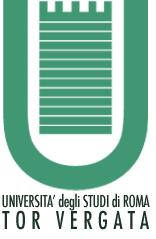 UNIVERSITA' degli STUDI di ROMA
TOR VERGATA